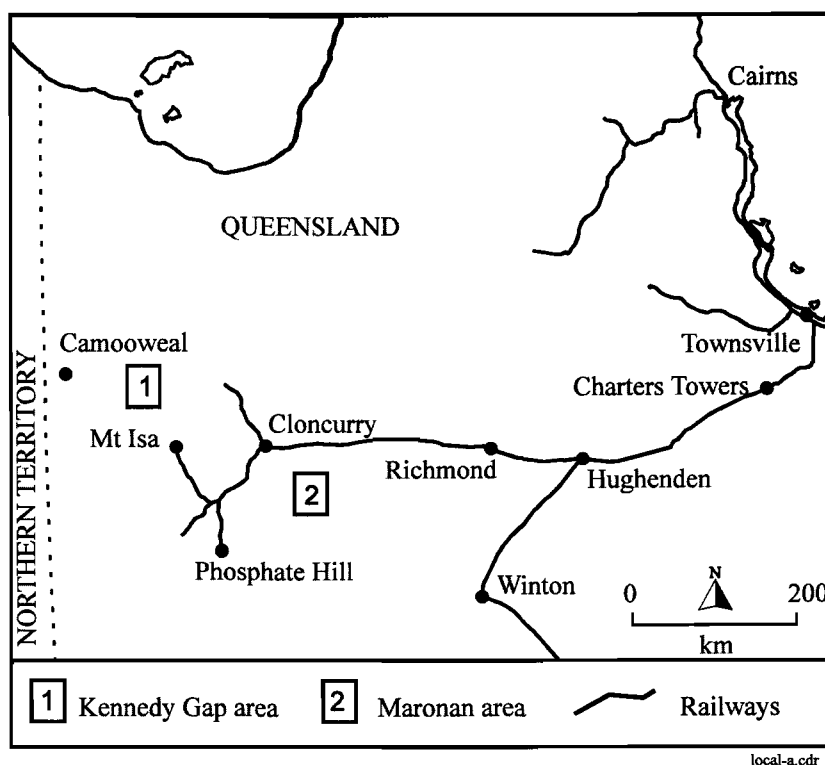 Cairns
QUEENSLAND
Townsville
Camooweal
1
Charters Towers
Cloncurry
Mt Isa
Richmond
Hughenden
2
NORTHERN TERRITORY
Phosphate Hill
Winton
N
0 200
km
1 Kennedy Gap area 2 Maronan area Railways
local-a.cdr